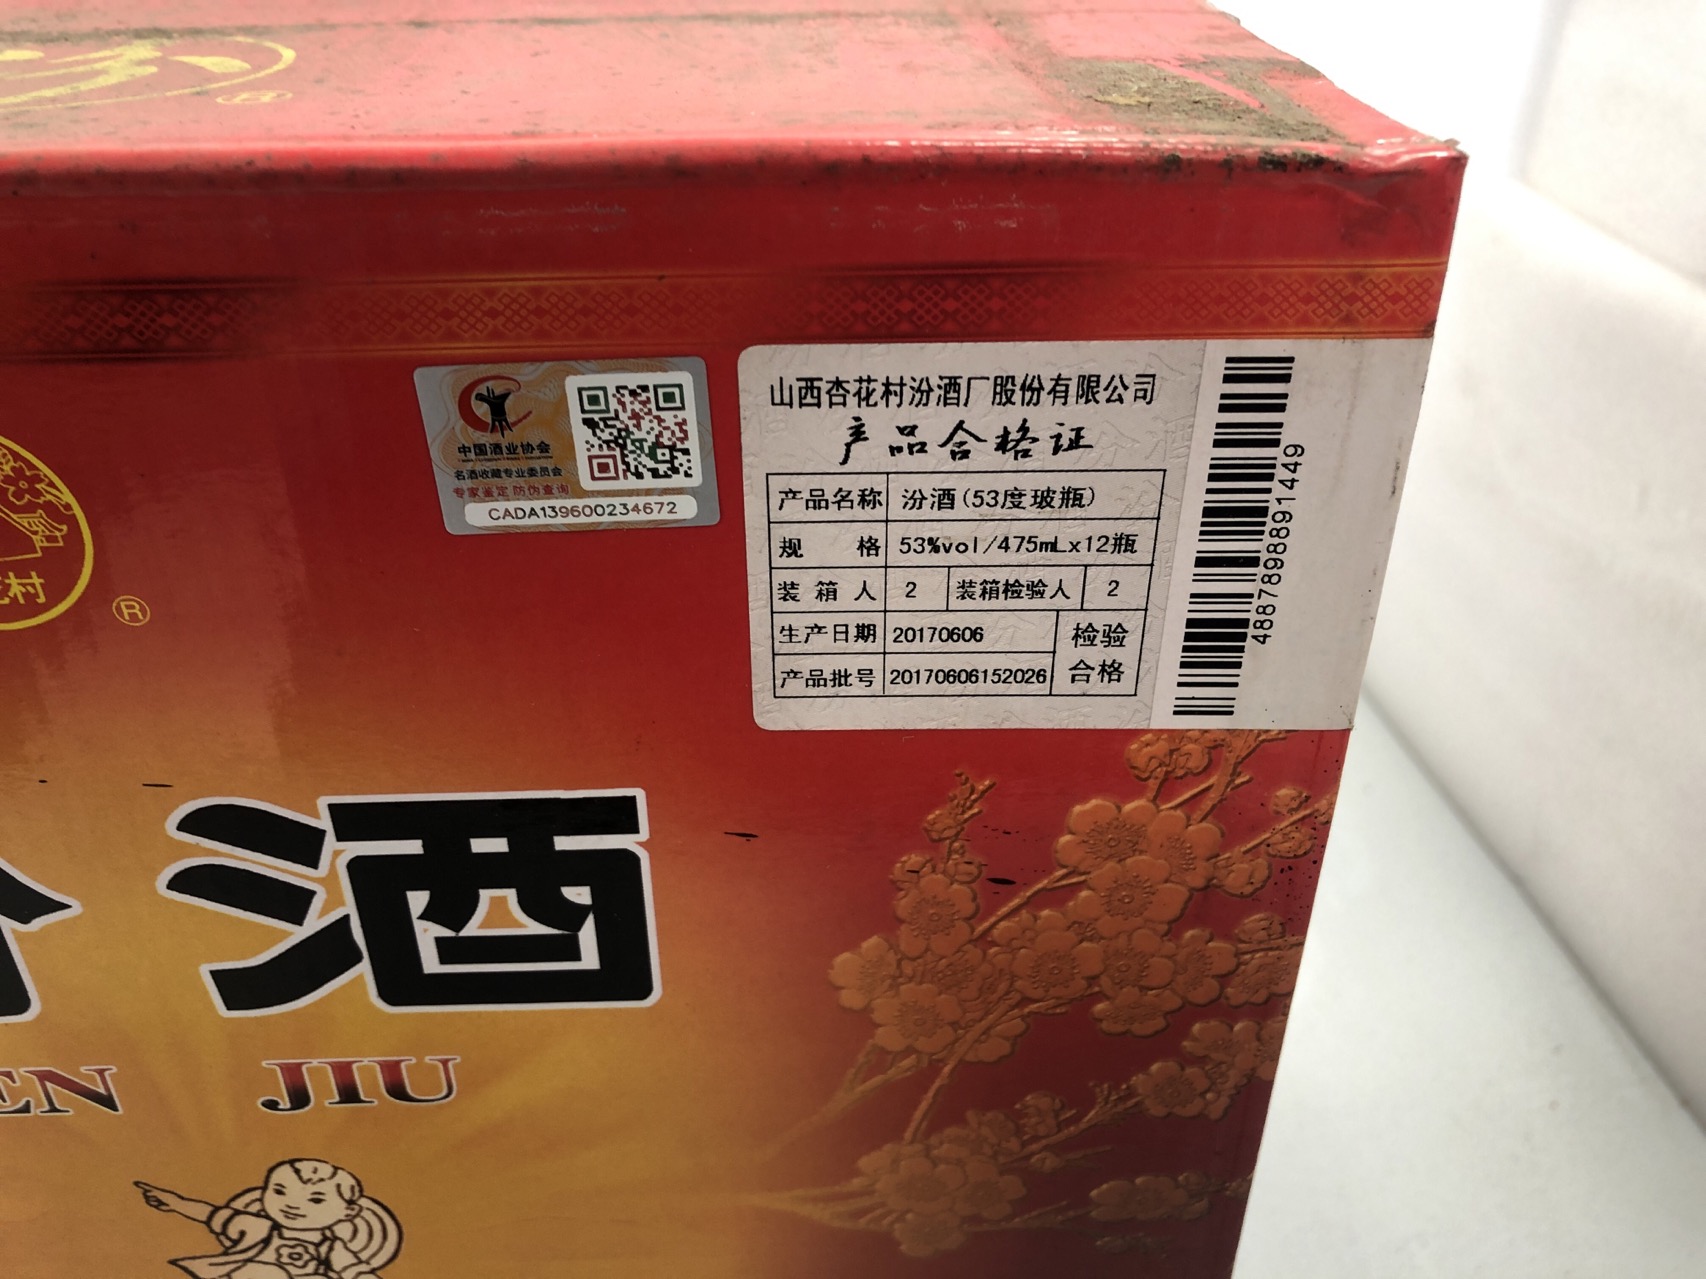 ®
中国酒业协会
名酒收藏专业委员会
专家鉴定 防伪查询
CADA139600234672
山西杏花村汾酒厂股份有限公司
产品合格证
产品名称 汾酒(53度玻瓶)
规 格 53%vol/475mLx12瓶
装箱人 2 装箱检验人 2
生产日期 20170606 检验
产品批号 20170606152026 合格
4887898891449
村
®
酒
EN JIU